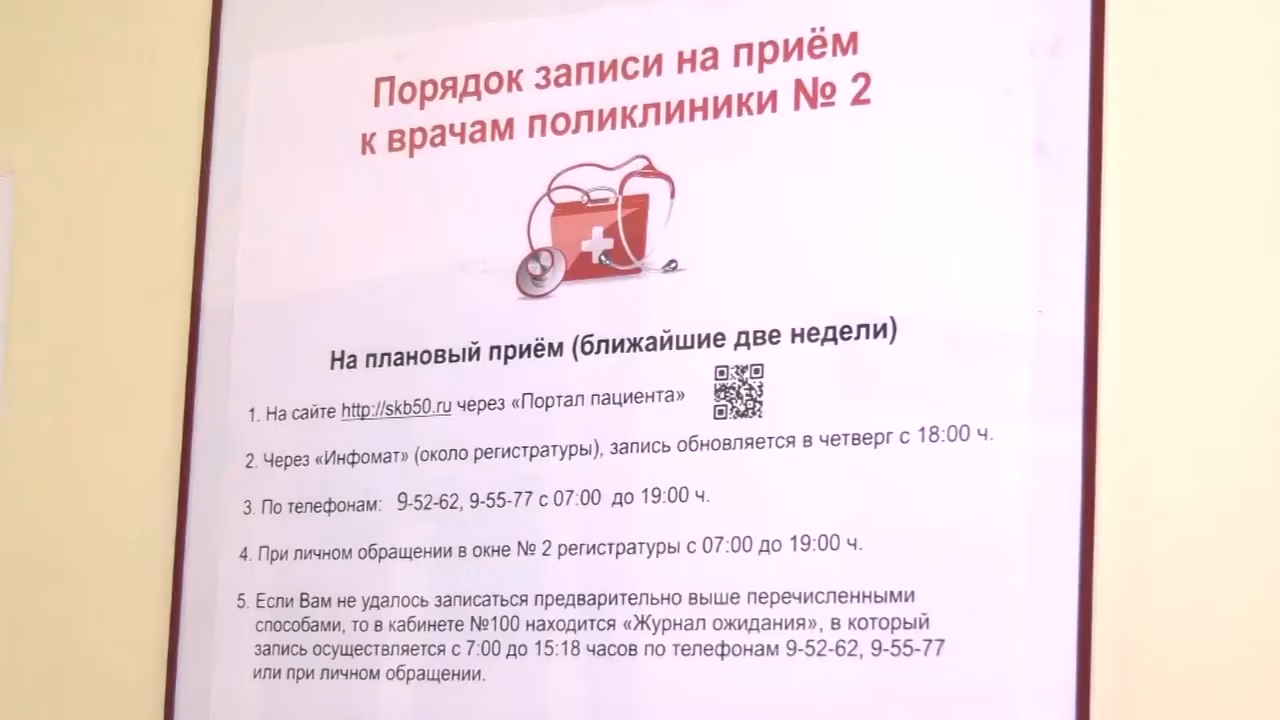 Порядок записи на приём
к врачам поликлиники № 2
На плановый приём (ближайшие две недели)
1. На сайте http://skb50.ru через «Портал пациента»
2. Через «Инфомат» (около регистратуры), запись обновляется в четверг с 18:00 ч.
3. По телефонам: 9-52-62, 9-55-77 с 07:00 до 19:00 ч.
4. При личном обращении в окне № 2 регистратуры с 07:00 до 19:00 ч.
5. Если Вам не удалось записаться предварительно выше перечисленными
способами, то в кабинете №100 находится «Журнал ожидания», в который
запись осуществляется с 7:00 до 15:18 часов по телефонам 9-52-62, 9-55-77
или при личном обращении.